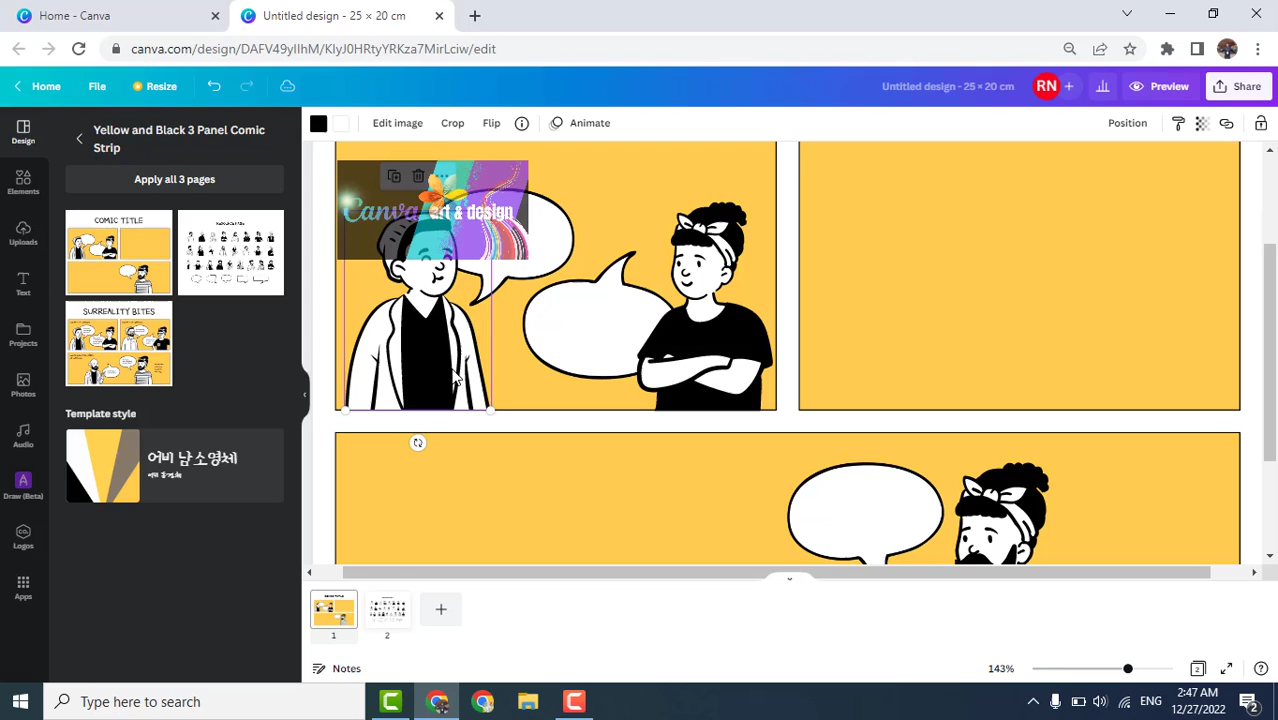 Home - Canva
Untitled design - 25 × 20 cm
canva.com/design/DAFV49yIlhM/KIyJ0HRtyYRKza7MirLciw/edit
Home
File
Resize
Untitled design - 25 × 20 cm
RN
Preview
Share
Design
Elements
Uploads
Text
Projects
Photos
Audio
Draw (Beta)
Logos
Apps
Yellow and Black 3 Panel Comic
Strip
Apply all 3 pages
COMIC TITLE
SURREALITY BITES
Template style
어비 남소영체
Edit image
Crop
Flip
Animate
Position
Canva art & design
1
2
Notes
143%
2
Type here to search
CO.
ENG
2:47 AM
12/27/2022
2